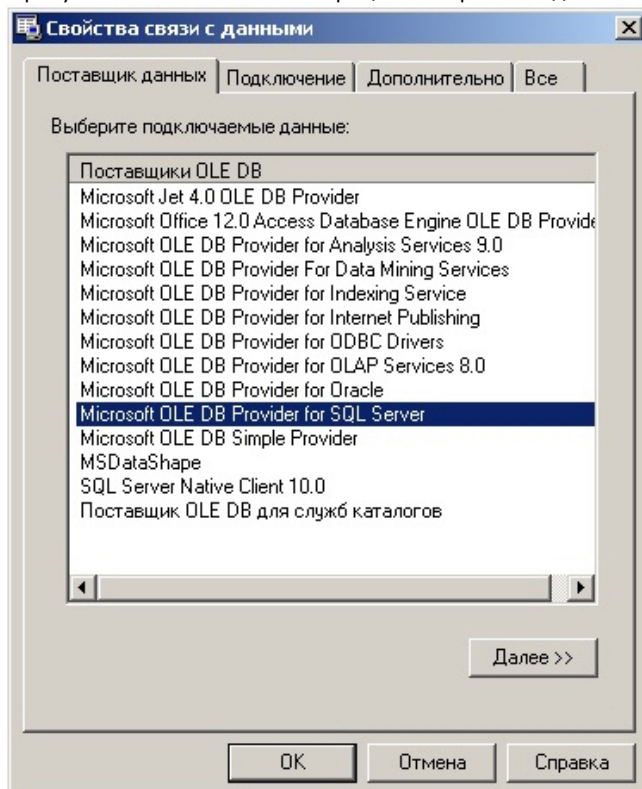 Свойства связи с данными
Поставщик данных Подключение Дополнительно Все
Выберите подключаемые данные:
Поставщики OLE DB
Microsoft Jet 4.0 OLE DB Provider
Microsoft Office 12.0 Access Database Engine OLE DB Provide
Microsoft OLE DB Provider for Analysis Services 9.0
Microsoft OLE DB Provider For Data Mining Services
Microsoft OLE DB Provider for Indexing Service
Microsoft OLE DB Provider for Internet Publishing
Microsoft OLE DB Provider for ODBC Drivers
Microsoft OLE DB Provider for OLAP Services 8.0
Microsoft OLE DB Provider for Oracle
Microsoft OLE DB Provider for SQL Server
Microsoft OLE DB Simple Provider
MSDataShape
SQL Server Native Client 10.0
Поставщик OLE DB для служб каталогов
Далее >>
OK Отмена Справка